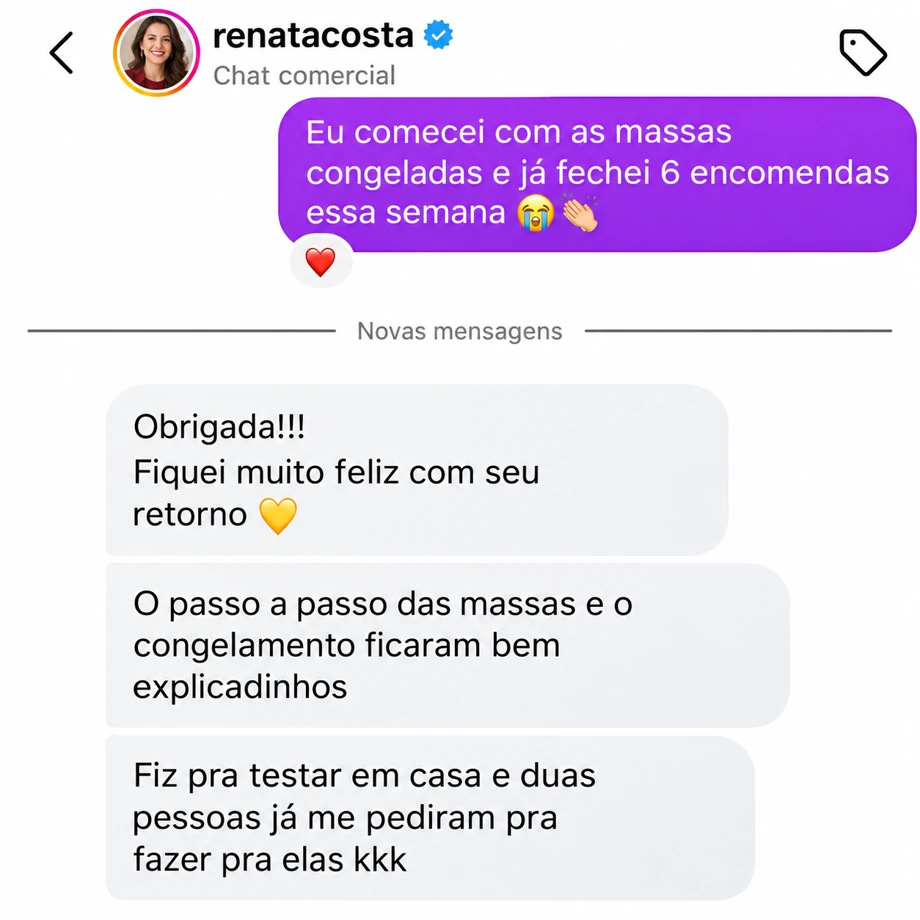 renatacosta
Chat comercial
Eu comecei com as massas
congeladas e já fechei 6 encomendas
essa semana 😭👏🏻
❤️
Novas mensagens
Obrigada!!!
Fiquei muito feliz com seu
retorno 💛
O passo a passo das massas e o
congelamento ficaram bem
explicadinhos
Fiz pra testar em casa e duas
pessoas já me pediram pra
fazer pra elas kkk